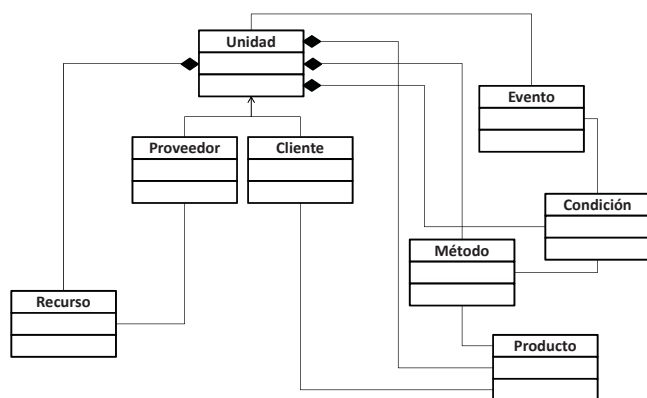 Unidad
Evento
Proveedor
Cliente
Condición
Método
Recurso
Producto